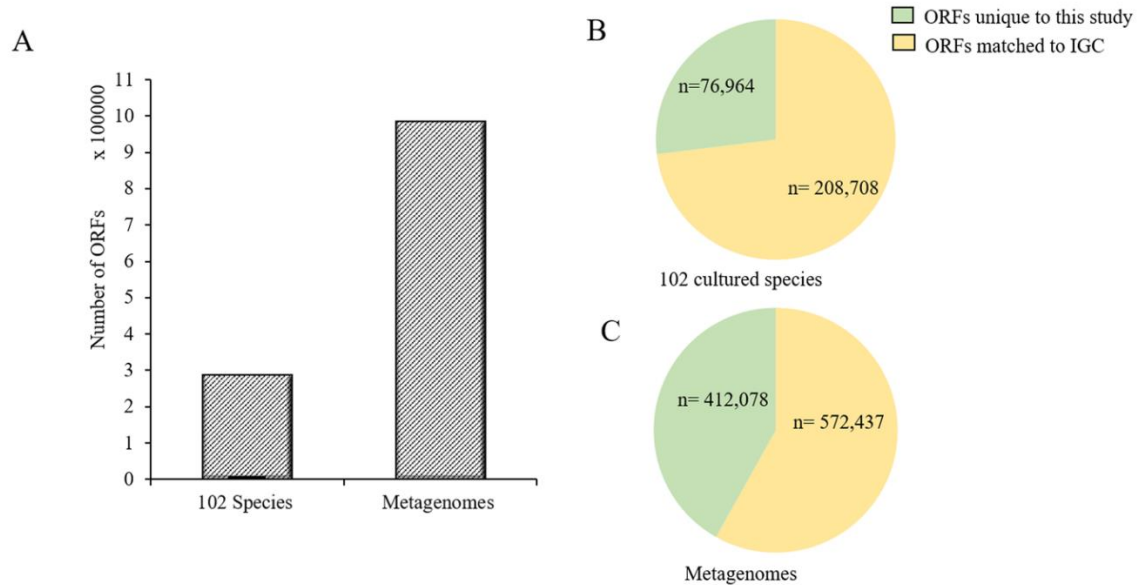 A
11
10
9
8
7
6
5
4
3
2
1
0
Number of ORFs x 100000
102 Species
Metagenomes
B
ORFs unique to this study
ORFs matched to IGC
n=76,964
n= 208,708
102 cultured species
C
n= 412,078
n= 572,437
Metagenomes